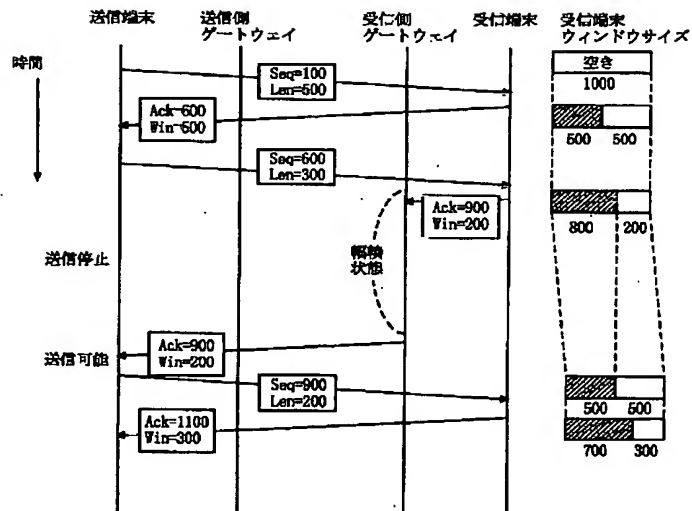 送信端末
送信側
ゲートウェイ
受信側
ゲートウェイ
受信端末
受信端末
ウィンドウサイズ
時間
空き
1000
Seq=100
Len=500
Ack=600
Win=500
500 500
Seq=600
Len=300
Ack=900
Win=200
800 200
輻輳
状態
送信停止
Ack=900
Win=200
送信可能
Seq=900
Len=200
500 500
Ack=1100
Win=300
700 300